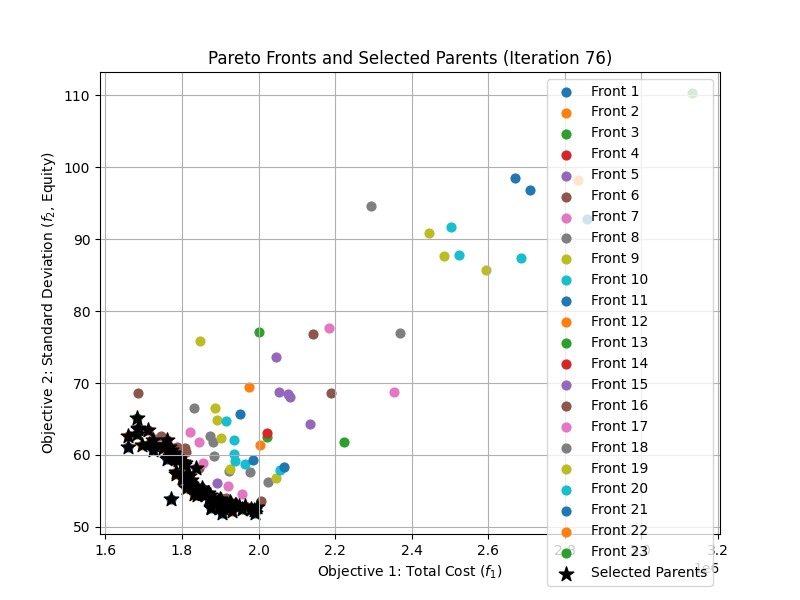 Pareto Fronts and Selected Parents (Iteration 76)
Objective 2: Standard Deviation (f₂, Equity)
110
100
90
80
70
60
50
1.6 1.8 2.0 2.2 2.4 2.6 2.8 3.0 3.2
1e6
Objective 1: Total Cost (f₁)
Front 1
Front 2
Front 3
Front 4
Front 5
Front 6
Front 7
Front 8
Front 9
Front 10
Front 11
Front 12
Front 13
Front 14
Front 15
Front 16
Front 17
Front 18
Front 19
Front 20
Front 21
Front 22
Front 23
Selected Parents